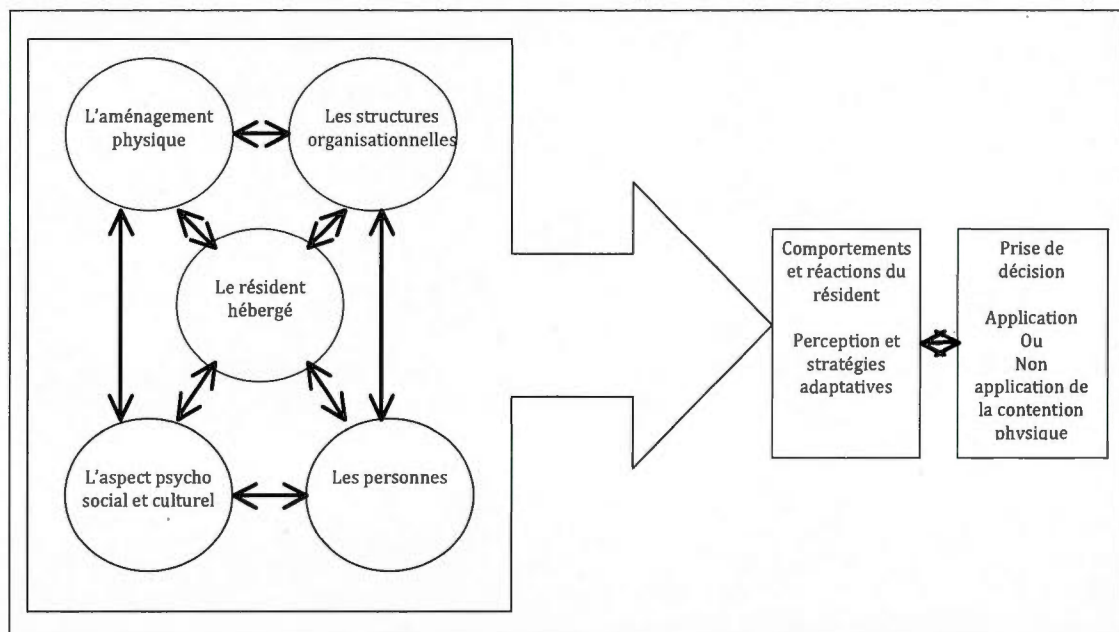 L'aménagement
physique
Les structures
organisationnelles
Le résident
hébergé
L'aspect psycho
social et culturel
Les personnes
Comportements
et réactions du
résident
Perception et
stratégies
adaptatives
Prise de
décision
Application
Ou
Non
application de
la contention
physique